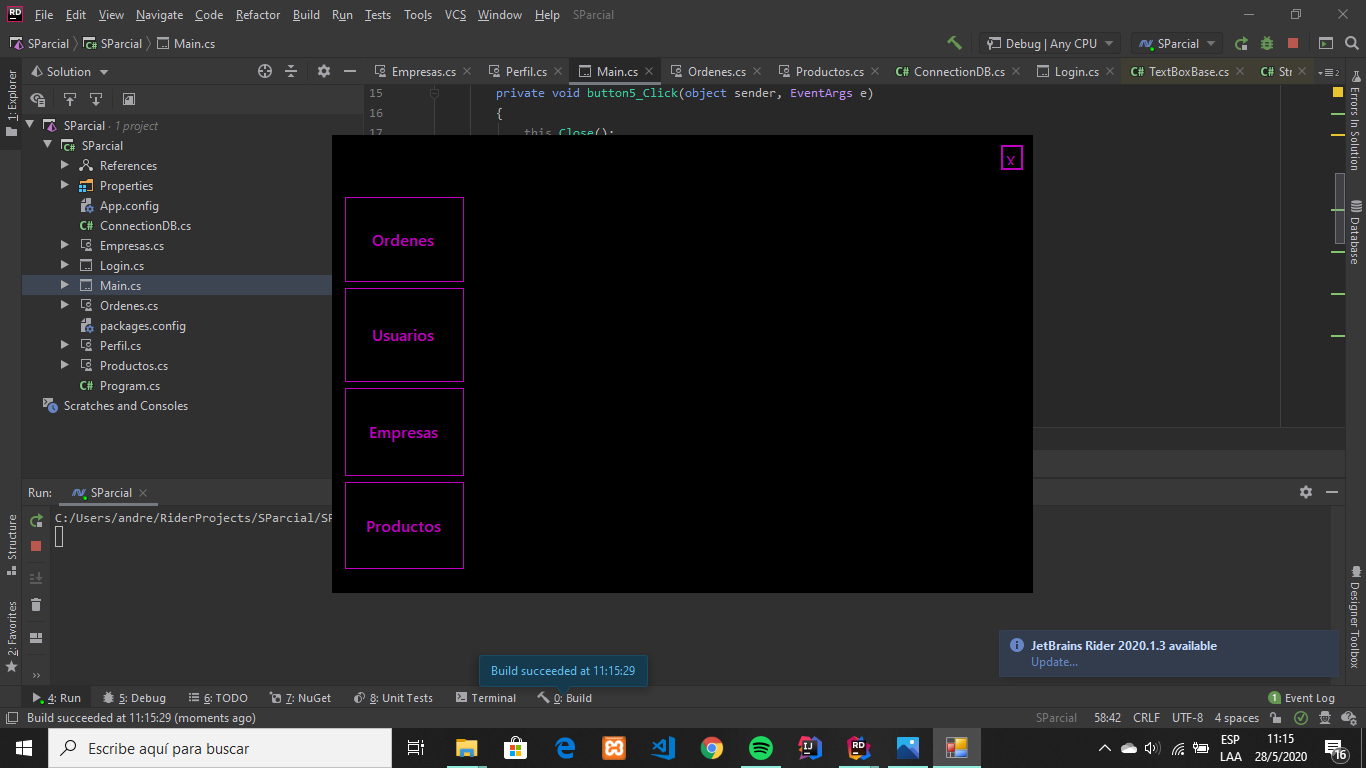 RD File Edit View Navigate Code Refactor Build Run Tests Tools VCS Window Help SParcial
SParcial C# SParcial Main.cs Debug | Any CPU SParcial
1: Explorer
Solution
Empresas.cs Perfil.cs Main.cs Ordenes.cs Productos.cs C# ConnectionDB.cs Login.cs C# TextBoxBase.cs C# Str
SParcial · 1 project
C# SParcial
References
Properties
App.config
C# ConnectionDB.cs
Empresas.cs
Login.cs
Main.cs
Ordenes.cs
packages.config
Perfil.cs
Productos.cs
C# Program.cs
Scratches and Consoles
15 private void button5_Click(object sender, EventArgs e)
16 {
17 this.Close();
X
Ordenes
Usuarios
Empresas
Productos
Errors In Solution
Database
Designer Toolbox
Run: SParcial
C:/Users/andre/RiderProjects/SParcial/SP
Structure
2: Favorites
JetBrains Rider 2020.1.3 available
Update...
Build succeeded at 11:15:29
4: Run 5: Debug 6: TODO 7: NuGet 8: Unit Tests Terminal 0: Build 1 Event Log
Build succeeded at 11:15:29 (moments ago) SParcial 58:42 CRLF UTF-8 4 spaces
Escribe aquí para buscar
IJ
RD
ESP
LAA
11:15
28/5/2020
16